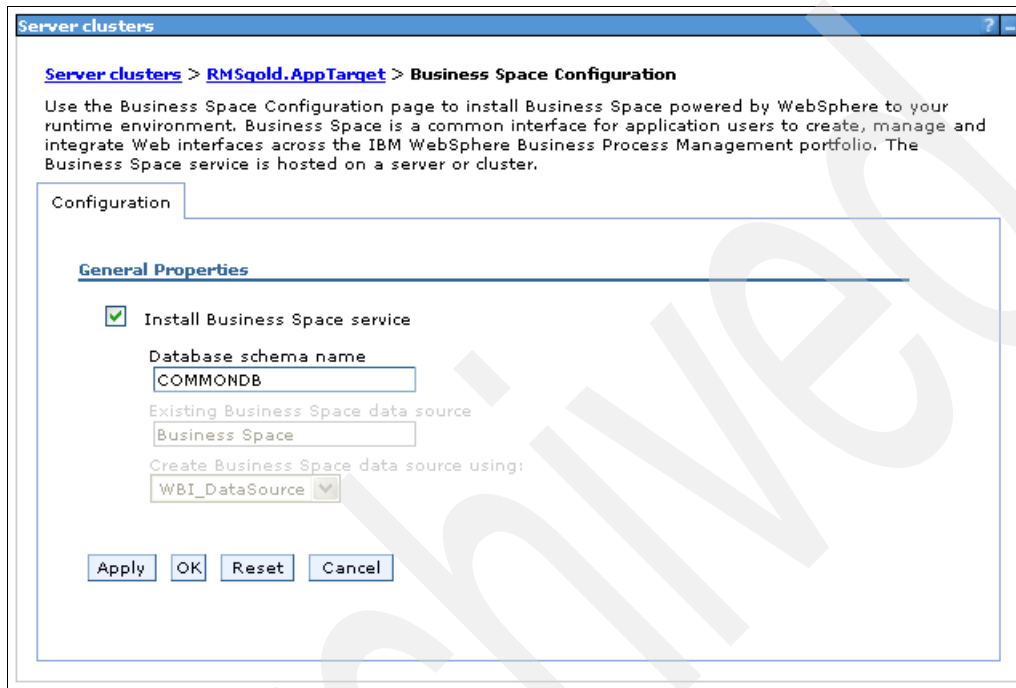 Server clusters
?
Server clusters > RMSgold.AppTarget > Business Space Configuration
Use the Business Space Configuration page to install Business Space powered by WebSphere to your
runtime environment. Business Space is a common interface for application users to create, manage and
integrate Web interfaces across the IBM WebSphere Business Process Management portfolio. The
Business Space service is hosted on a server or cluster.
Configuration
General Properties
Install Business Space service
Database schema name
COMMONDB
Existing Business Space data source
Business Space
Create Business Space data source using:
WBI_DataSource
Apply OK Reset Cancel
Archived